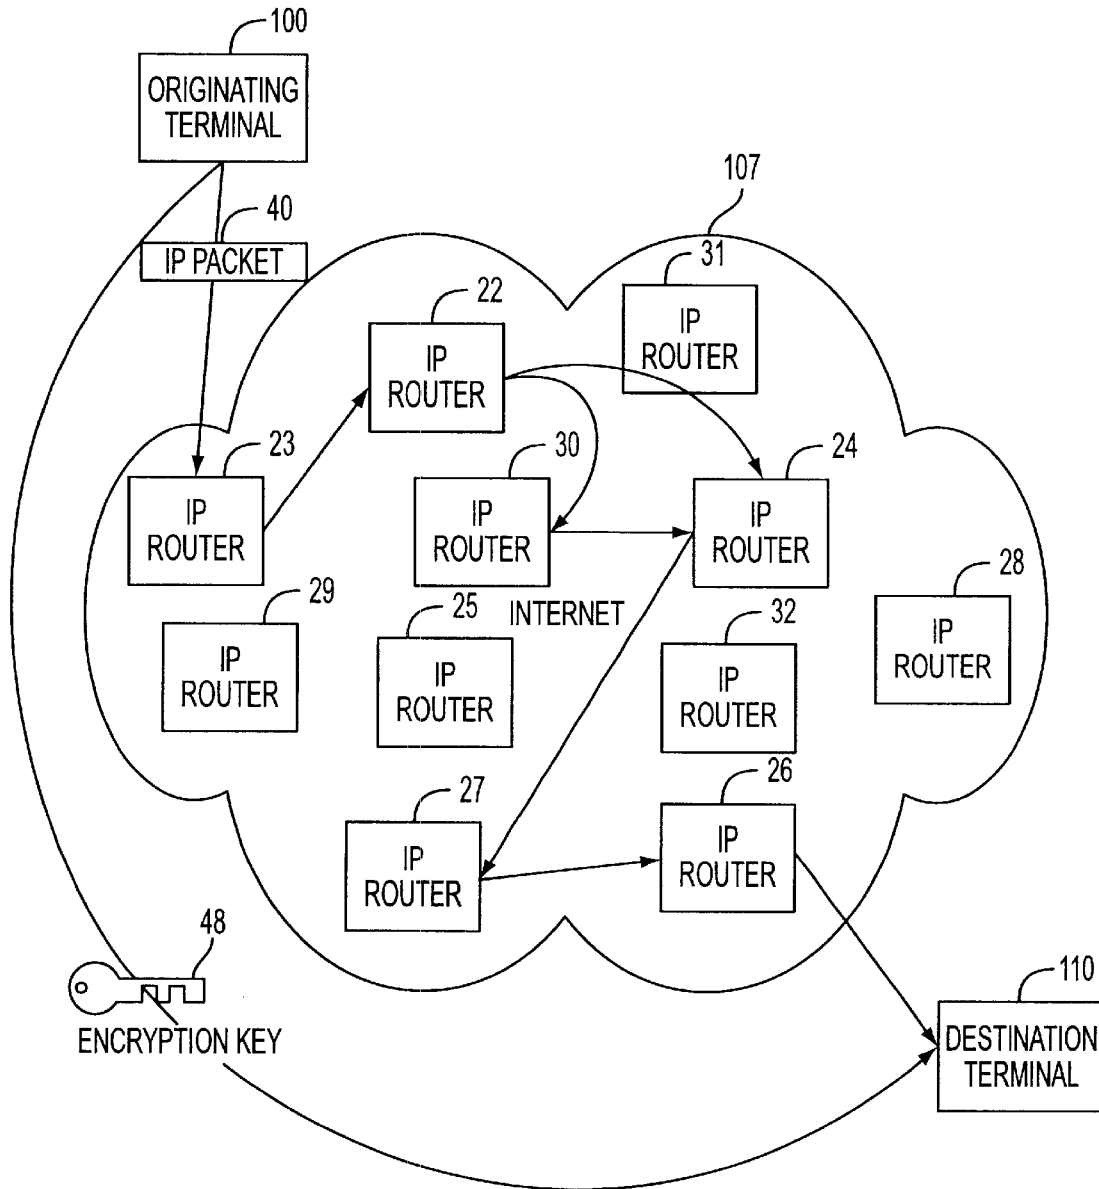 100
ORIGINATING
TERMINAL
40
IP PACKET
107
31
IP
ROUTER
22
IP
ROUTER
23
IP
ROUTER
30
IP
ROUTER
24
IP
ROUTER
29
IP
ROUTER
25
IP
ROUTER
INTERNET
32
IP
ROUTER
28
IP
ROUTER
27
IP
ROUTER
26
IP
ROUTER
48
ENCRYPTION KEY
110
DESTINATION
TERMINAL